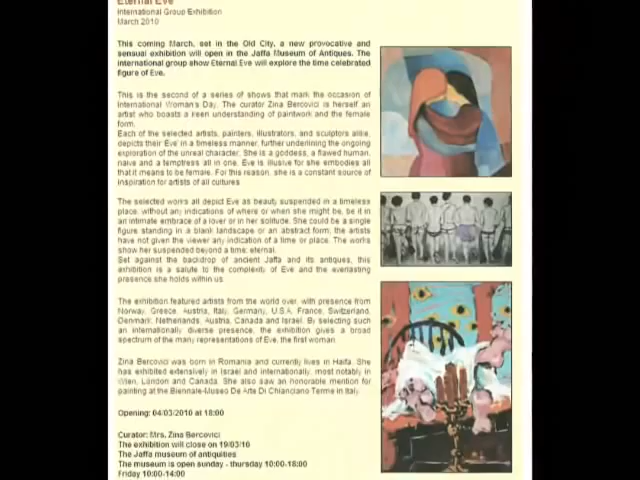 Eternal Eve
International Group Exhibition
March 2010
This coming March, set in the Old City, a new provocative and
sensual exhibition will open in the Jaffa Museum of Antiques. The
international group show Eternal Eve will explore the time celebrated
figure of Eve.
This is the second of a series of shows that mark the occasion of
International Woman's Day. The curator Zina Bercovici is herself an
artist who boasts a keen understanding of paintwork and the female
form.
Each of the selected artists, painters, illustrators, and sculptors alike,
depicts their 'Eve' in a timeless manner, further underlining the ongoing
exploration of the unreal character. She is a goddess, a flawed human,
naive and a temptress all in one. Eve is illusive for she embodies all
that it means to be female. For this reason, she is a constant source of
inspiration for artists of all cultures
The selected works all depict Eve as beauty suspended in a timeless
place, without any indications of where or when she might be, be it in
an intimate embrace of a lover or in her solitude. She could be a single
figure standing in a blank landscape or an abstract form, the artists
have not given the viewer any indication of a time or place. The works
show her suspended beyond a time; eternal.
Set against the backdrop of ancient Jaffa and its antiques, this
exhibition is a salute to the complexity of Eve and the everlasting
presence she holds within us.
The exhibition featured artists from the world over, with presence from
Norway, Greece, Austria, Italy, Germany, U.S.A, France, Switzerland,
Denmark, Netherlands, Austria, Canada and Israel. By selecting such
an internationally diverse presence, the exhibition gives a broad
spectrum of the many representations of Eve, the first woman.
Zina Bercovici was born in Romania and currently lives in Haifa. She
has exhibited extensively in Israel and internationally, most notably in
Wien, London and Canada. She also saw an honorable mention for
painting at the Biennale-Museo De Arte Di Chianciano Terme in Italy.
Opening: 04/03/2010 at 18:00
Curator: Mrs. Zina Bercovici
The exhibition will close on 19/03/10
The Jaffa museum of antiquities
The museum is open sunday - thursday 10:00-18:00
Friday 10:00-14:00